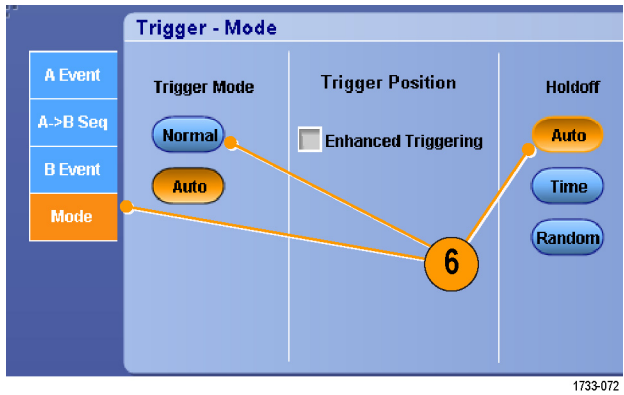 Trigger - Mode
A Event
A->B Seq
B Event
Mode
Trigger Mode
Normal
Auto
Trigger Position
Enhanced Triggering
Holdoff
Auto
Time
Random
6
1733-072